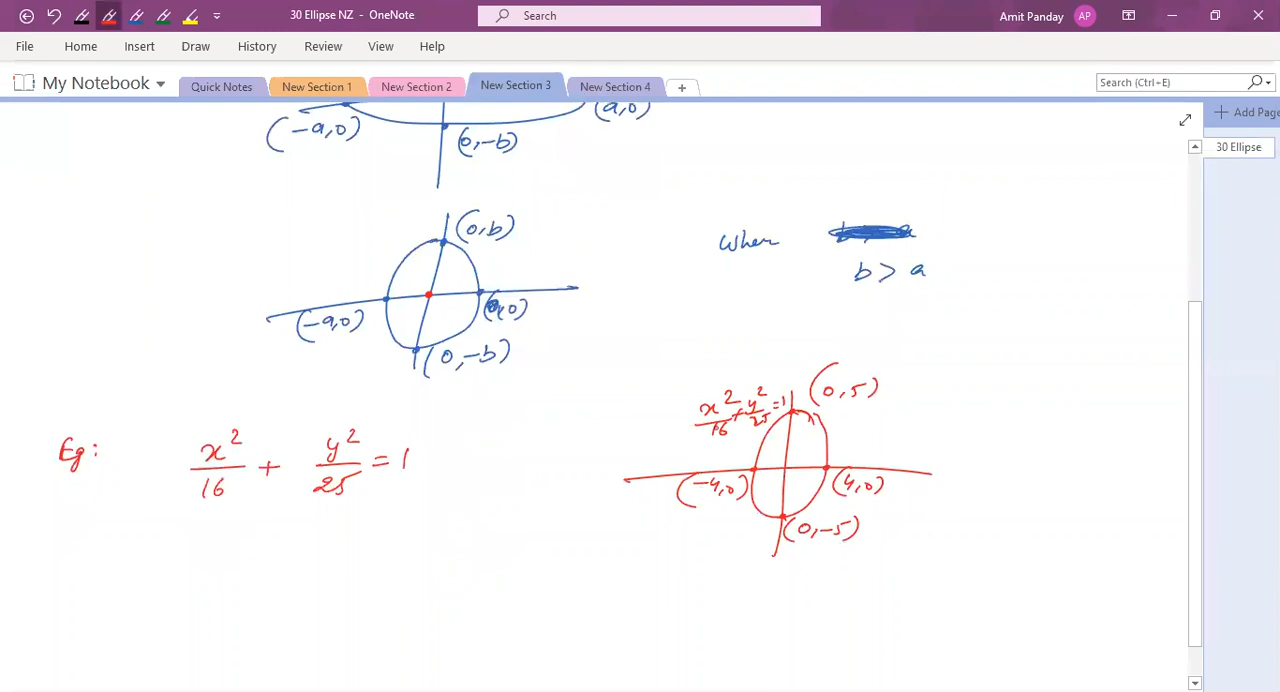 30 Ellipse NZ - OneNote
Search
Amit Panday AP
File Home Insert Draw History Review View Help
My Notebook
Quick Notes
New Section 1
New Section 2
New Section 3
New Section 4
+
Search (Ctrl+E)
+ Add Page
30 Ellipse
(-a,0)
(a,0)
(0,-b)
(0,b)
(-a,0)
(0,-b)
When
b > a
Eg: x²/16 + y²/25 = 1
x²/16 + y²/25 = 1
(0,5)
(-4,0)
(4,0)
(0,-5)